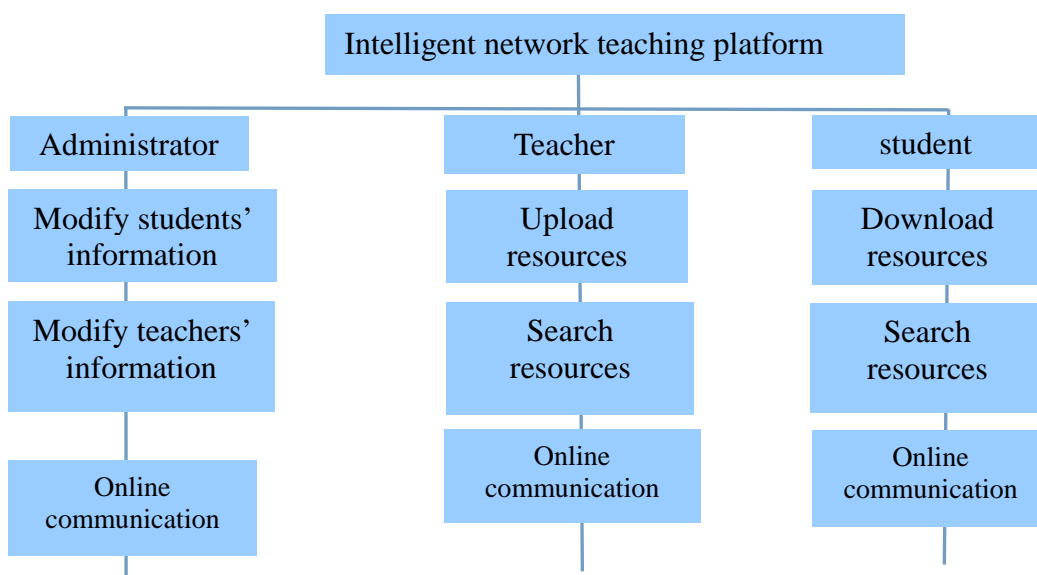 Intelligent network teaching platform
Administrator
Teacher
student
Modify students’
information
Upload
resources
Download
resources
Modify teachers’
information
Search
resources
Search
resources
Online
communication
Online
communication
Online
communication